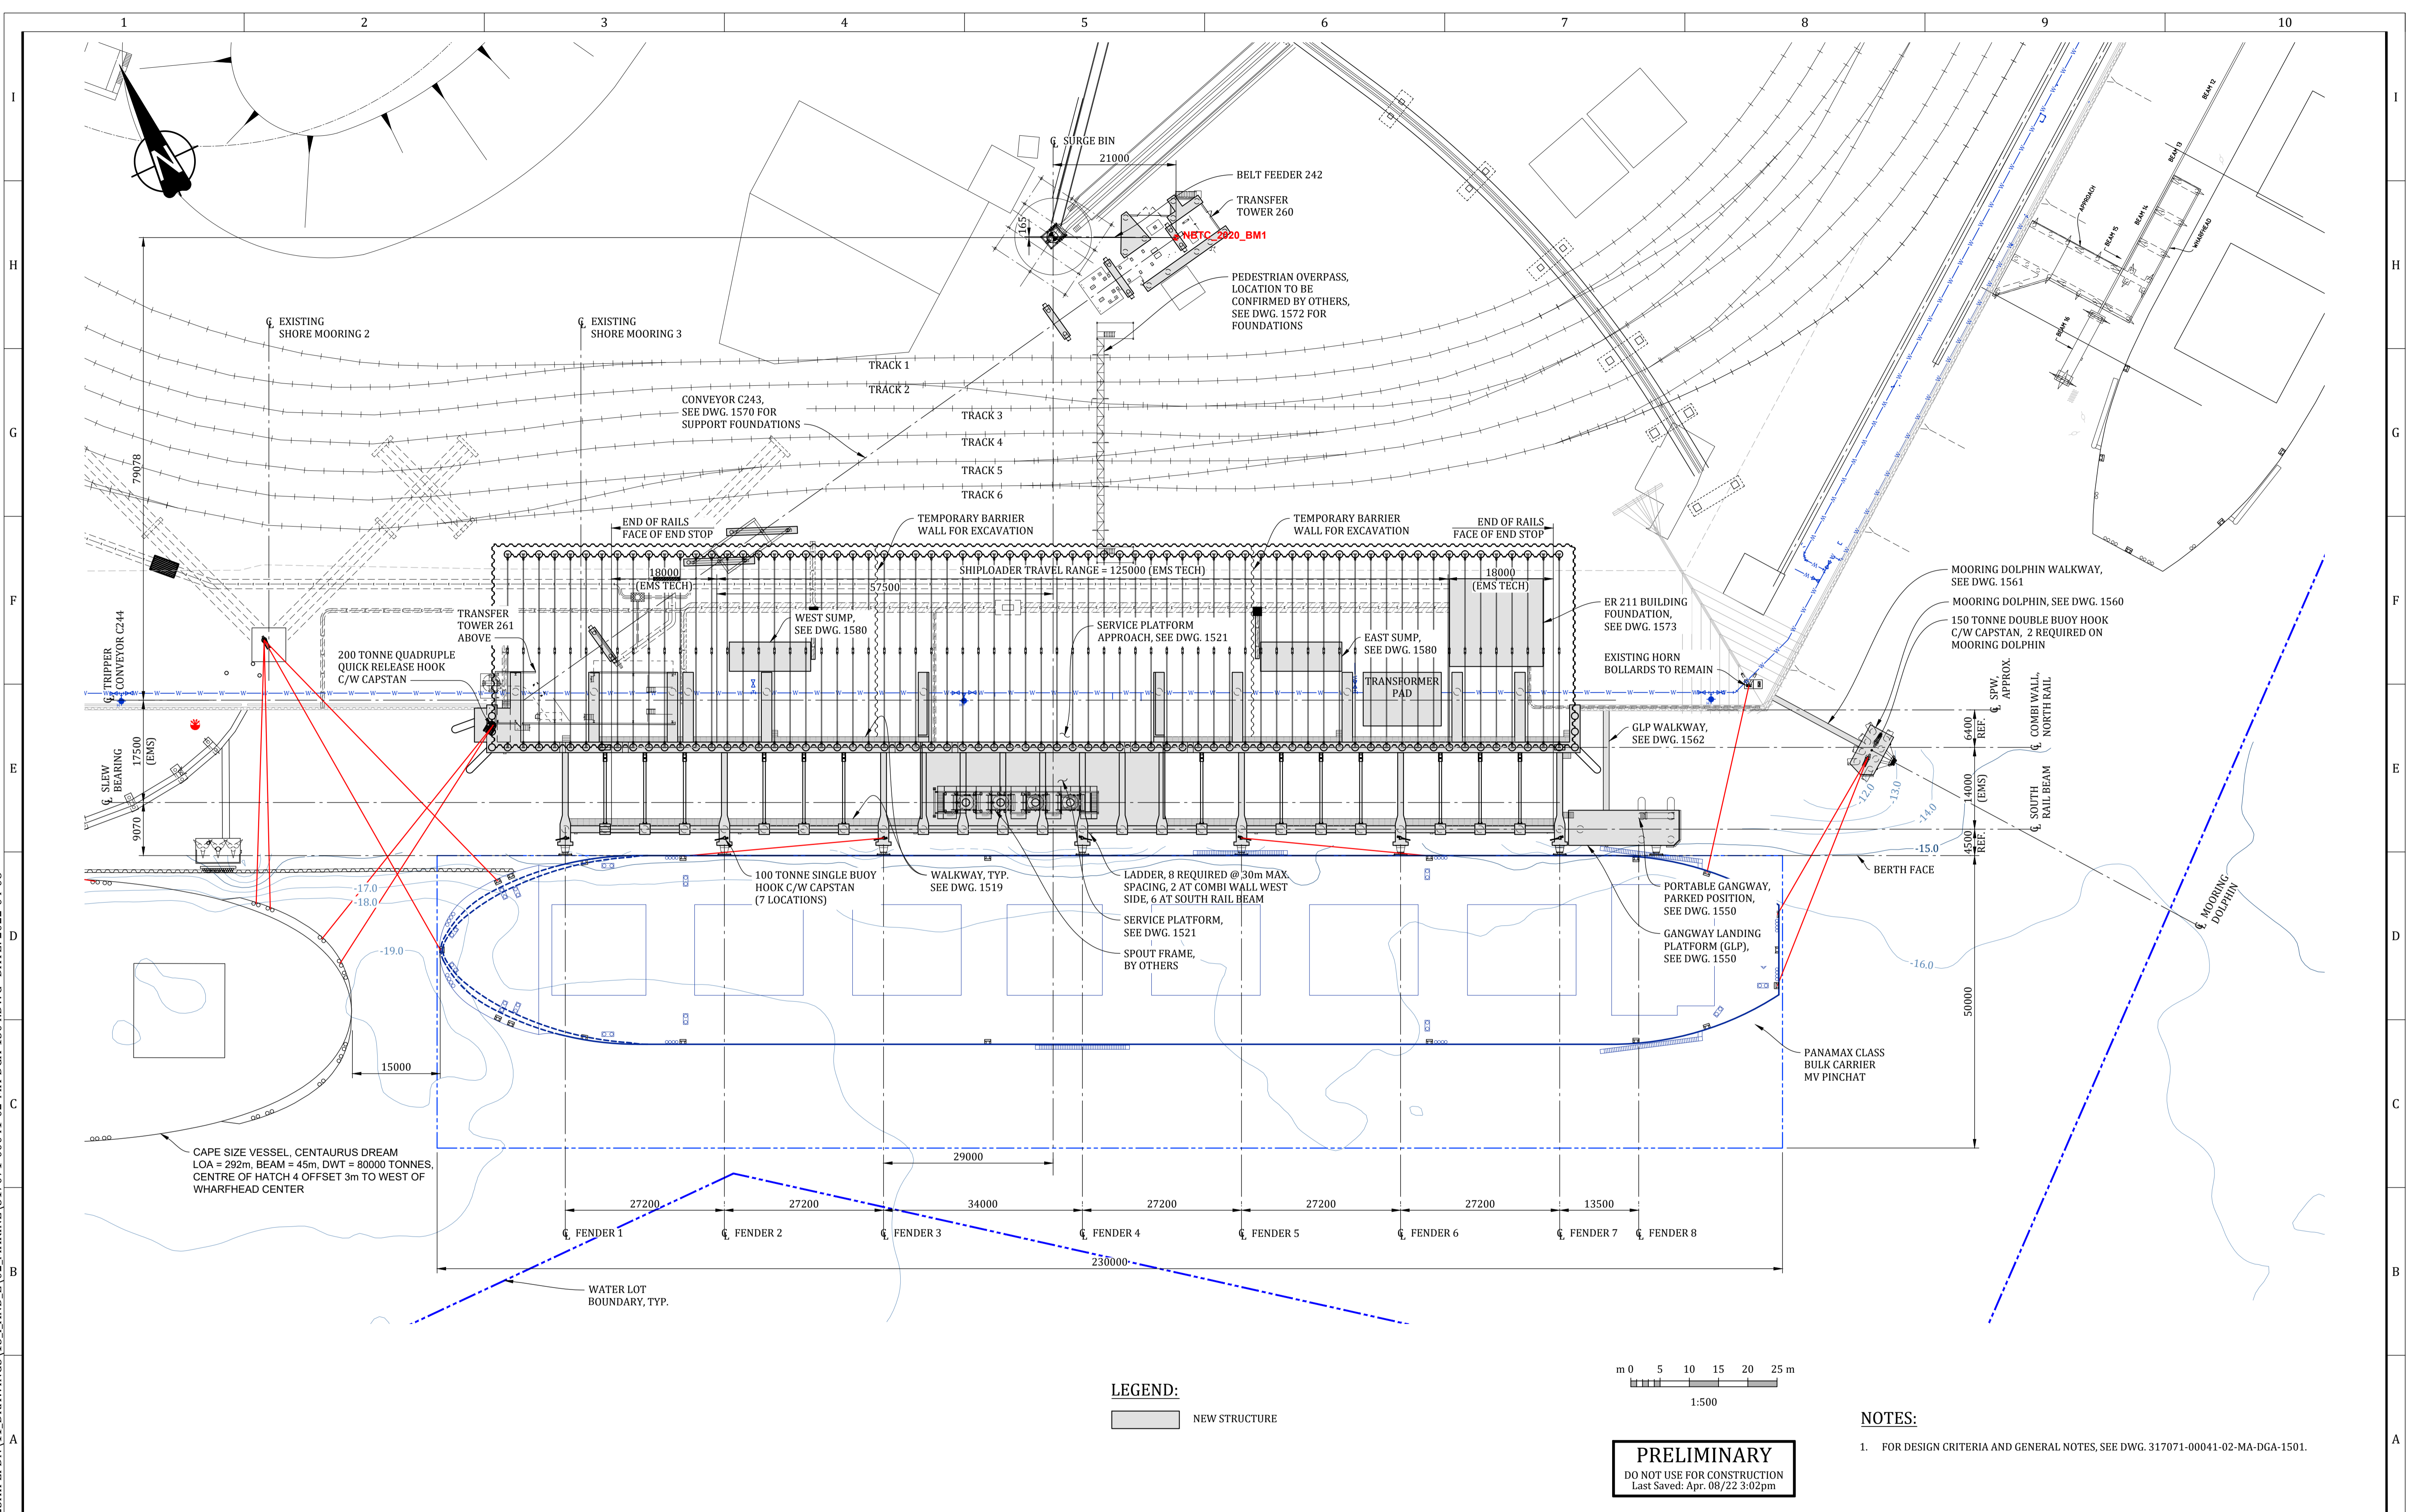 1 2 3 4 5 6 7 8 9 10
I
H
G
F
E
D
C
B
A
I
H
G
F
E
D
C
B
A
N
℄ SURGE BIN
21000
165
BELT FEEDER 242
TRANSFER
TOWER 260
NBTC_2020_BM1
PEDESTRIAN OVERPASS,
LOCATION TO BE
CONFIRMED BY OTHERS,
SEE DWG. 1572 FOR
FOUNDATIONS
BEAM 12
BEAM 13
BEAM 14
BEAM 15
BEAM 16
APPROACH
WHARFHEAD
℄ EXISTING
SHORE MOORING 2
℄ EXISTING
SHORE MOORING 3
79078
TRACK 1
TRACK 2
TRACK 3
TRACK 4
TRACK 5
TRACK 6
CONVEYOR C243,
SEE DWG. 1570 FOR
SUPPORT FOUNDATIONS
END OF RAILS
FACE OF END STOP
TEMPORARY BARRIER
WALL FOR EXCAVATION
TEMPORARY BARRIER
WALL FOR EXCAVATION
END OF RAILS
FACE OF END STOP
18000
(EMS TECH)
SHIPLOADER TRAVEL RANGE = 125000 (EMS TECH)
57500
18000
(EMS TECH)
TRANSFER
TOWER 261
ABOVE
200 TONNE QUADRUPLE
QUICK RELEASE HOOK
C/W CAPSTAN
WEST SUMP,
SEE DWG. 1580
SERVICE PLATFORM
APPROACH, SEE DWG. 1521
EAST SUMP,
SEE DWG. 1580
TRANSFORMER
PAD
ER 211 BUILDING
FOUNDATION,
SEE DWG. 1573
EXISTING HORN
BOLLARDS TO REMAIN
GLP WALKWAY,
SEE DWG. 1562
MOORING DOLPHIN WALKWAY,
SEE DWG. 1561
MOORING DOLPHIN, SEE DWG. 1560
150 TONNE DOUBLE BUOY HOOK
C/W CAPSTAN, 2 REQUIRED ON
MOORING DOLPHIN
℄ TRIPPER
CONVEYOR C244
17500
(EMS)
℄ SLEW
BEARING
9070
℄ SPW,
APPROX.
℄ COMBI WALL,
NORTH RAIL
6400
REF.
14000
(EMS)
℄ SOUTH
RAIL BEAM
4500
REF.
-12.0
-13.0
-14.0
-15.0
-16.0
-17.0
-18.0
-19.0
BERTH FACE
℄ MOORING
DOLPHIN
100 TONNE SINGLE BUOY
HOOK C/W CAPSTAN
(7 LOCATIONS)
WALKWAY, TYP.
SEE DWG. 1519
LADDER, 8 REQUIRED @ 30m MAX.
SPACING, 2 AT COMBI WALL WEST
SIDE, 6 AT SOUTH RAIL BEAM
SERVICE PLATFORM,
SEE DWG. 1521
SPOUT FRAME,
BY OTHERS
PORTABLE GANGWAY,
PARKED POSITION,
SEE DWG. 1550
GANGWAY LANDING
PLATFORM (GLP),
SEE DWG. 1550
50000
15000
PANAMAX CLASS
BULK CARRIER
MV PINCHAT
CAPE SIZE VESSEL, CENTAURUS DREAM
LOA = 292m, BEAM = 45m, DWT = 80000 TONNES,
CENTRE OF HATCH 4 OFFSET 3m TO WEST OF
WHARFHEAD CENTER
29000
27200 27200 34000 27200 27200 27200 13500
℄ FENDER 1 ℄ FENDER 2 ℄ FENDER 3 ℄ FENDER 4 ℄ FENDER 5 ℄ FENDER 6 ℄ FENDER 7 ℄ FENDER 8
230000
WATER LOT
BOUNDARY, TYP.
LEGEND:
NEW STRUCTURE
m 0 5 10 15 20 25 m
1:500
PRELIMINARY
DO NOT USE FOR CONSTRUCTION
Last Saved: Apr. 08/22 3:02pm
NOTES:
1. FOR DESIGN CRITERIA AND GENERAL NOTES, SEE DWG. 317071-00041-02-MA-DGA-1501.